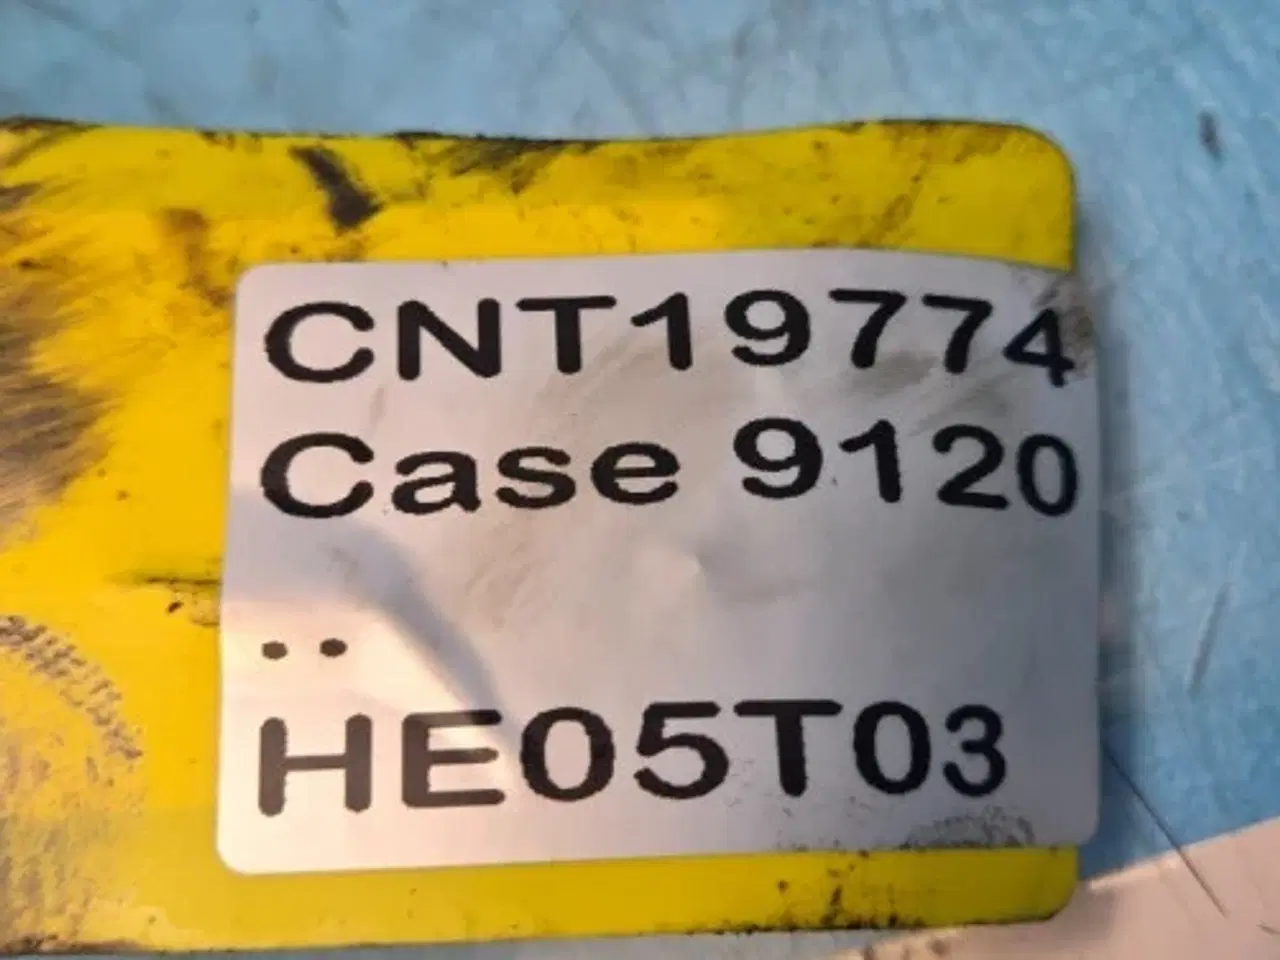 CNT19774
Case 9120
..
HE05T03